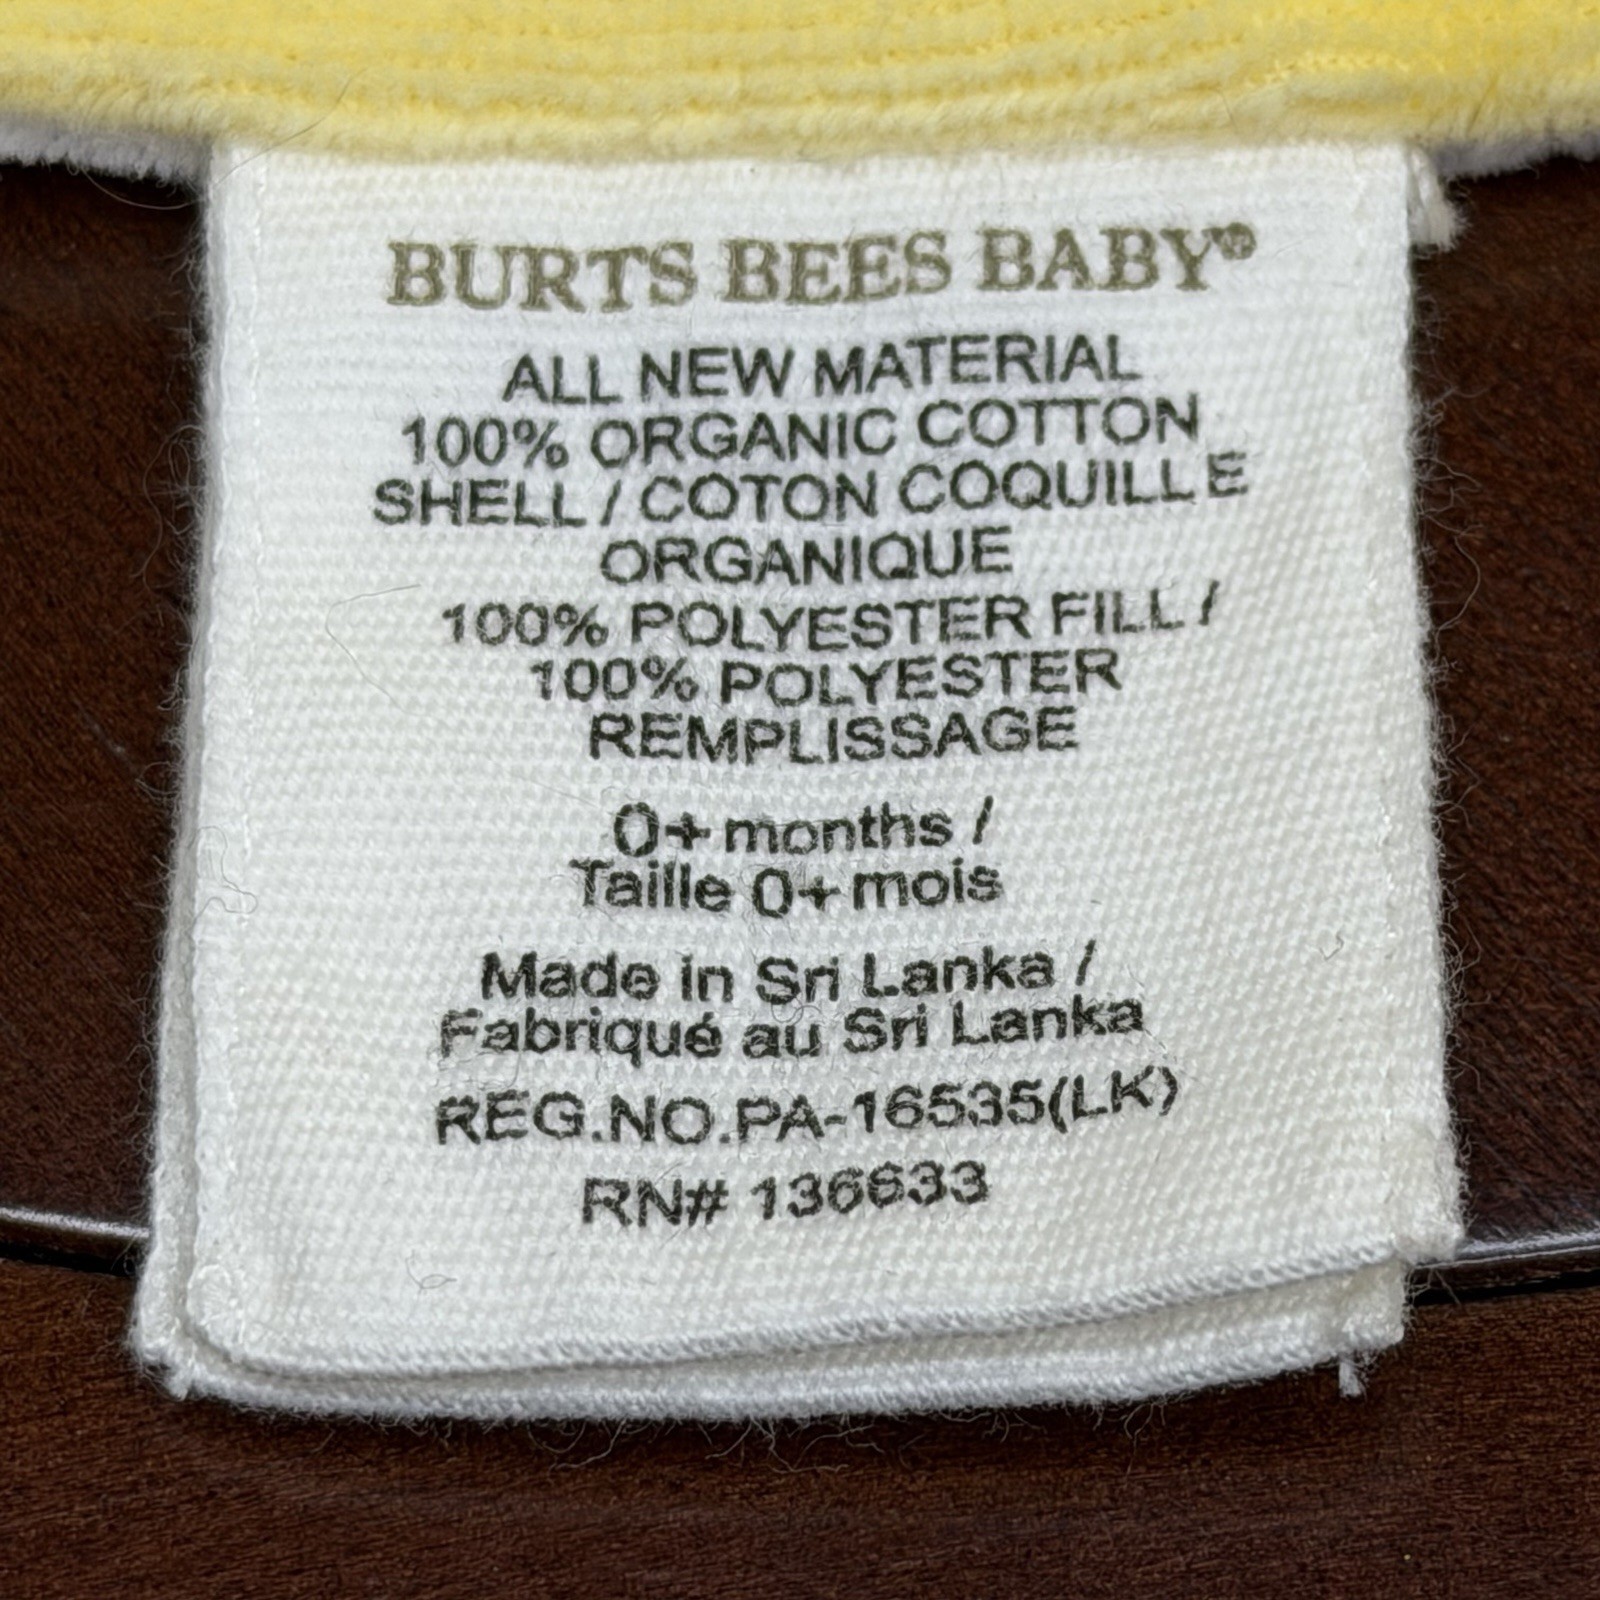 BURTS BEES BABY®
ALL NEW MATERIAL
100% ORGANIC COTTON
SHELL / COTON COQUILLE
ORGANIQUE
100% POLYESTER FILL /
100% POLYESTER
REMPLISSAGE
0+ months /
Taille 0+ mois
Made in Sri Lanka /
Fabriqué au Sri Lanka
REG.NO.PA-16535(LK)
RN# 136633